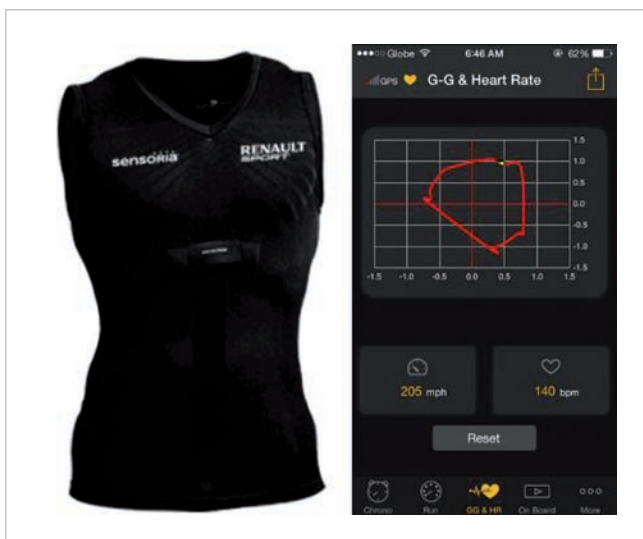 sensoria
RENAULT
SPORT
sensoria
Globe 6:46 AM 62%
GPS G-G & Heart Rate
1.5
1.0
0.5
0.0
-0.5
-1.0
-1.5
-1.5 -1.0 -0.5 0.0 0.5 1.0 1.5
205 mph
140 bpm
Reset
Chrono Run GG & HR On Board More